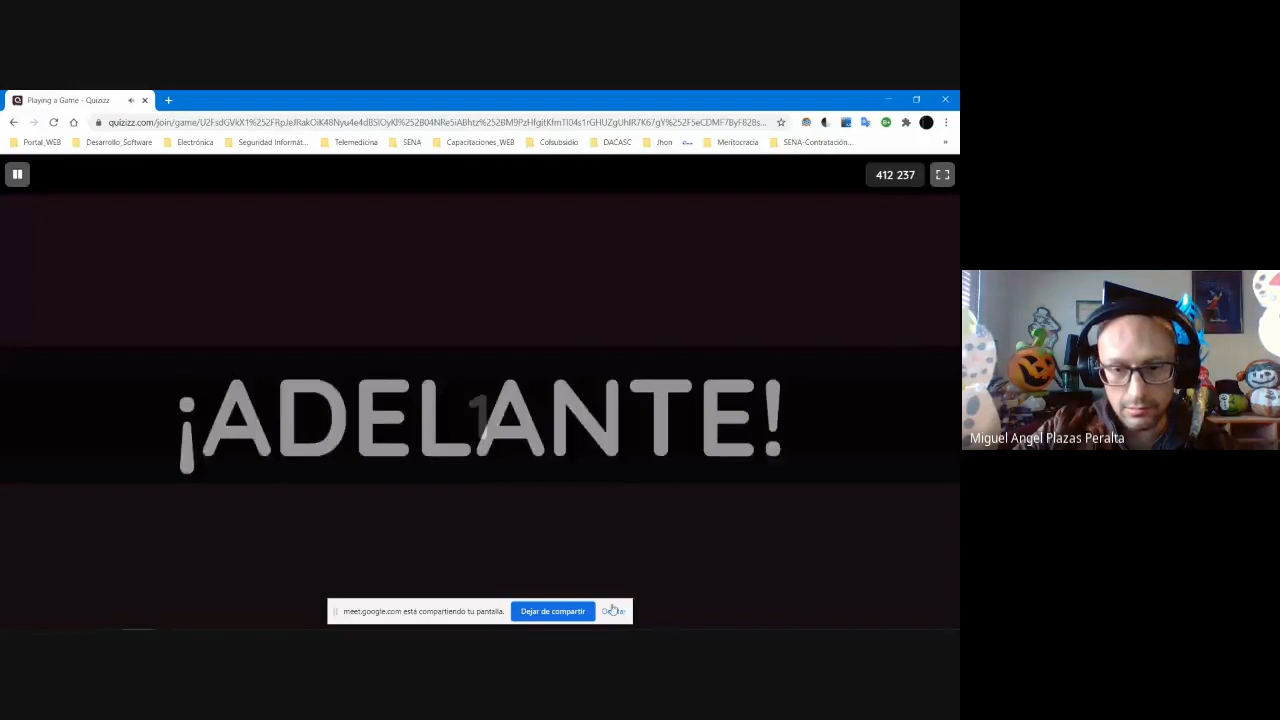 Playing a Game - Quizizz
Portal_WEB
Desarrollo_Software
Electrónica
Seguridad Informát...
Telemedicina
SENA
Capacitaciones_WEB
Colsubsidio
DACASC
Jhon
Meritocracia
SENA-Contratación...
»
412 237
¡ADELANTE!
1
meet.google.com está compartiendo tu pantalla.
Dejar de compartir
Miguel Angel Plazas Peralta